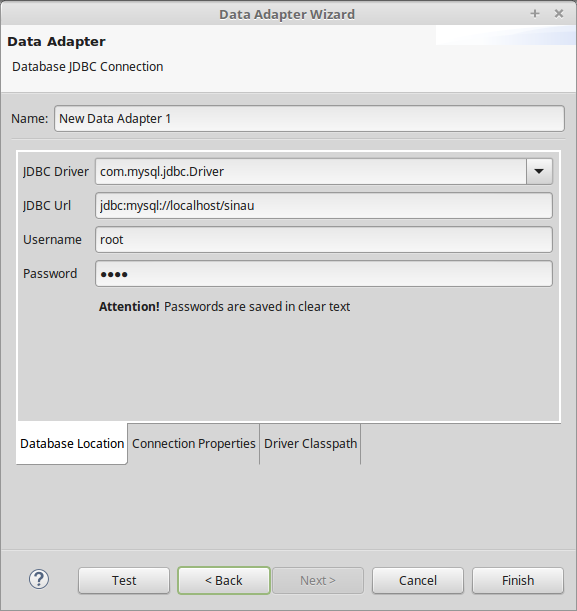 Data Adapter Wizard
Data Adapter
Database JDBC Connection
Name: New Data Adapter 1
JDBC Driver com.mysql.jdbc.Driver
JDBC Url jdbc:mysql://localhost/sinau
Username root
Password ●●●●
Attention! Passwords are saved in clear text
Database Location Connection Properties Driver Classpath
? Test < Back Next > Cancel Finish